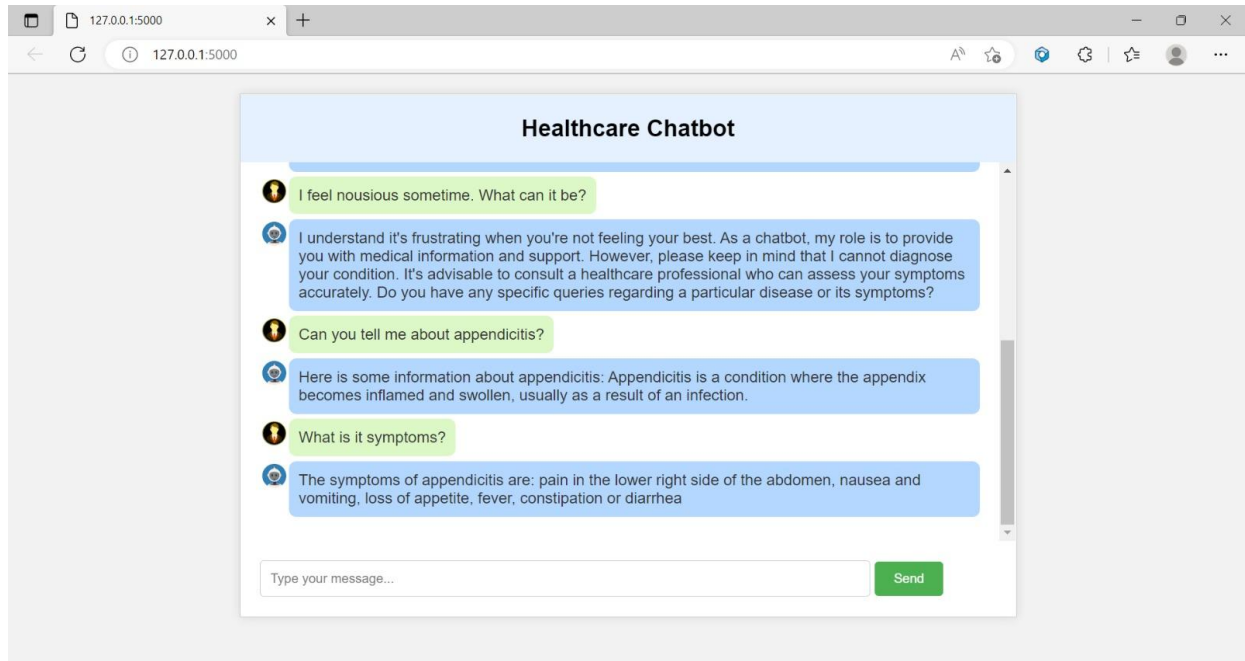 127.0.0.1:5000
127.0.0.1:5000
Healthcare Chatbot
I feel nousious sometime. What can it be?
I understand it's frustrating when you're not feeling your best. As a chatbot, my role is to provide
you with medical information and support. However, please keep in mind that I cannot diagnose
your condition. It's advisable to consult a healthcare professional who can assess your symptoms
accurately. Do you have any specific queries regarding a particular disease or its symptoms?
Can you tell me about appendicitis?
Here is some information about appendicitis: Appendicitis is a condition where the appendix
becomes inflamed and swollen, usually as a result of an infection.
What is it symptoms?
The symptoms of appendicitis are: pain in the lower right side of the abdomen, nausea and
vomiting, loss of appetite, fever, constipation or diarrhea
Type your message...
Send